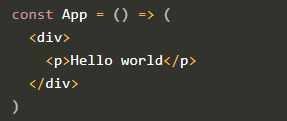 const App = () => (
  <div>
    <p>Hello world</p>
  </div>
)